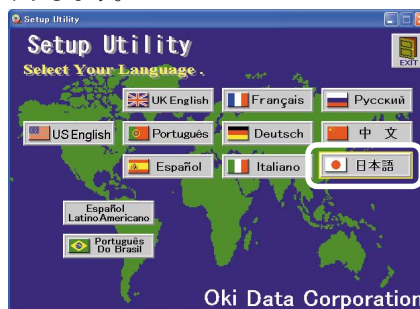 Setup Utility
Setup Utility
EXIT
Select Your Language .
UK English
Français
Русский
US English
Português
Deutsch
中 文
Español
Italiano
日本語
Español
Latino Americano
Português
Do Brasil
Oki Data Corporation